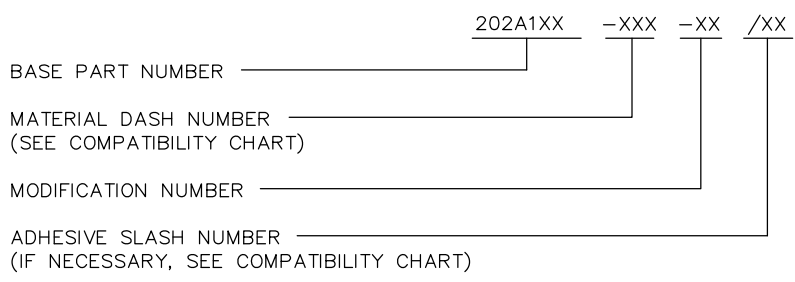 202A1XX -XXX -XX /XX
BASE PART NUMBER
MATERIAL DASH NUMBER
(SEE COMPATIBILITY CHART)
MODIFICATION NUMBER
ADHESIVE SLASH NUMBER
(IF NECESSARY, SEE COMPATIBILITY CHART)